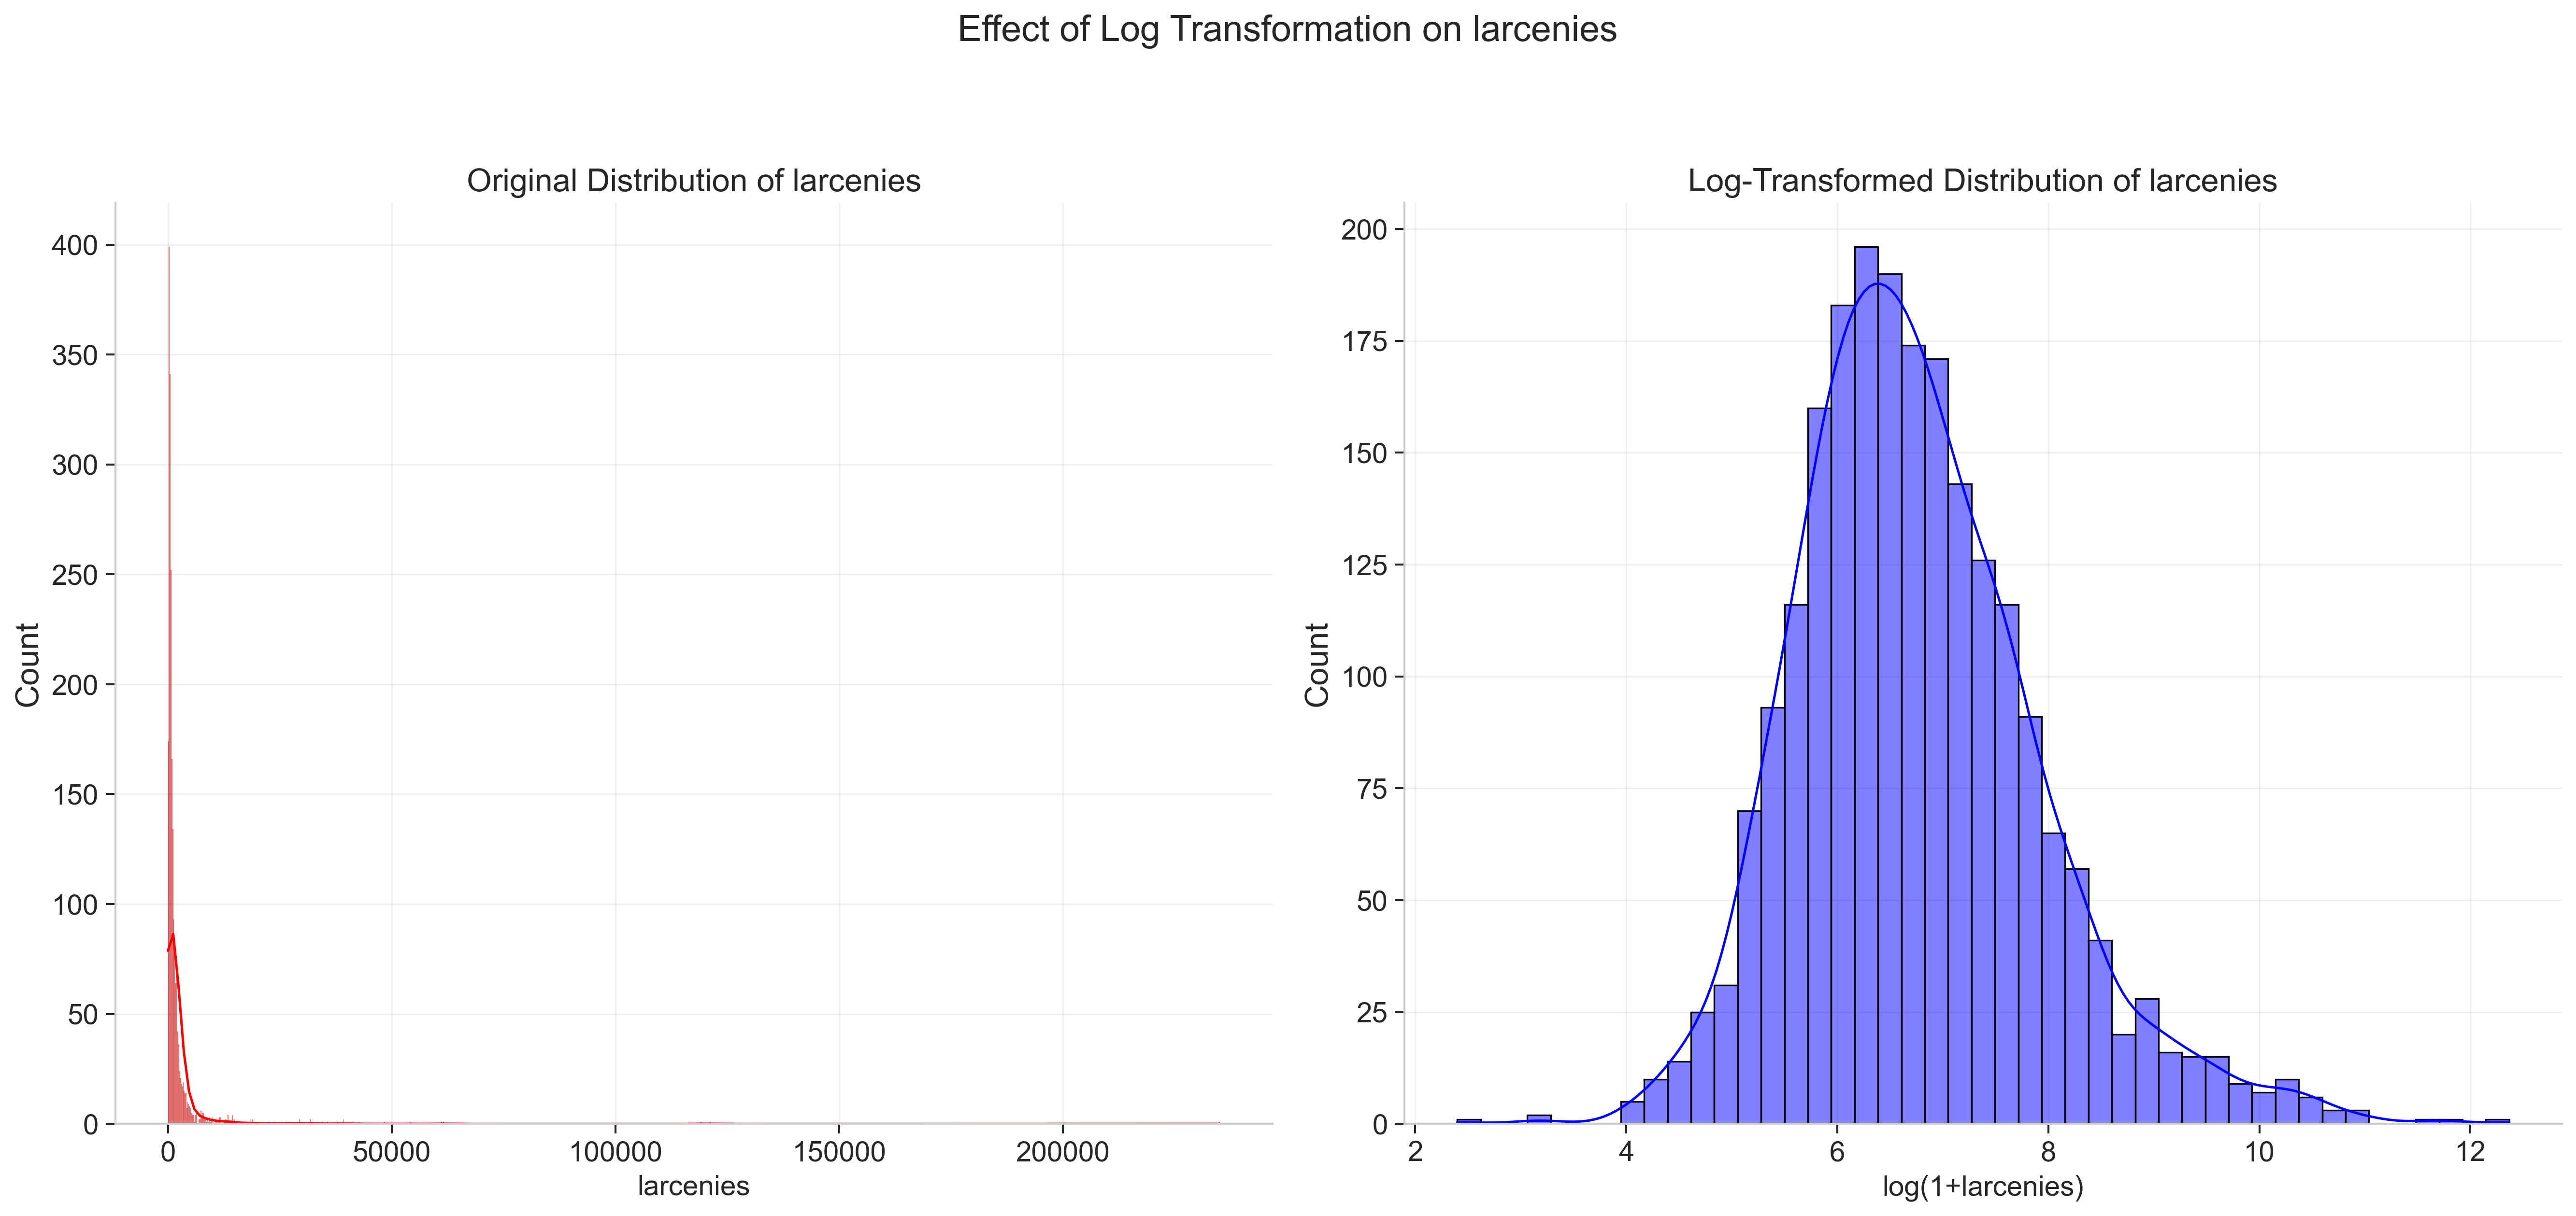 Effect of Log Transformation on larcenies
Original Distribution of larcenies
Count
400
350
300
250
200
150
100
50
0
0 50000 100000 150000 200000
larcenies
Log-Transformed Distribution of larcenies
Count
200
175
150
125
100
75
50
25
0
2 4 6 8 10 12
log(1+larcenies)